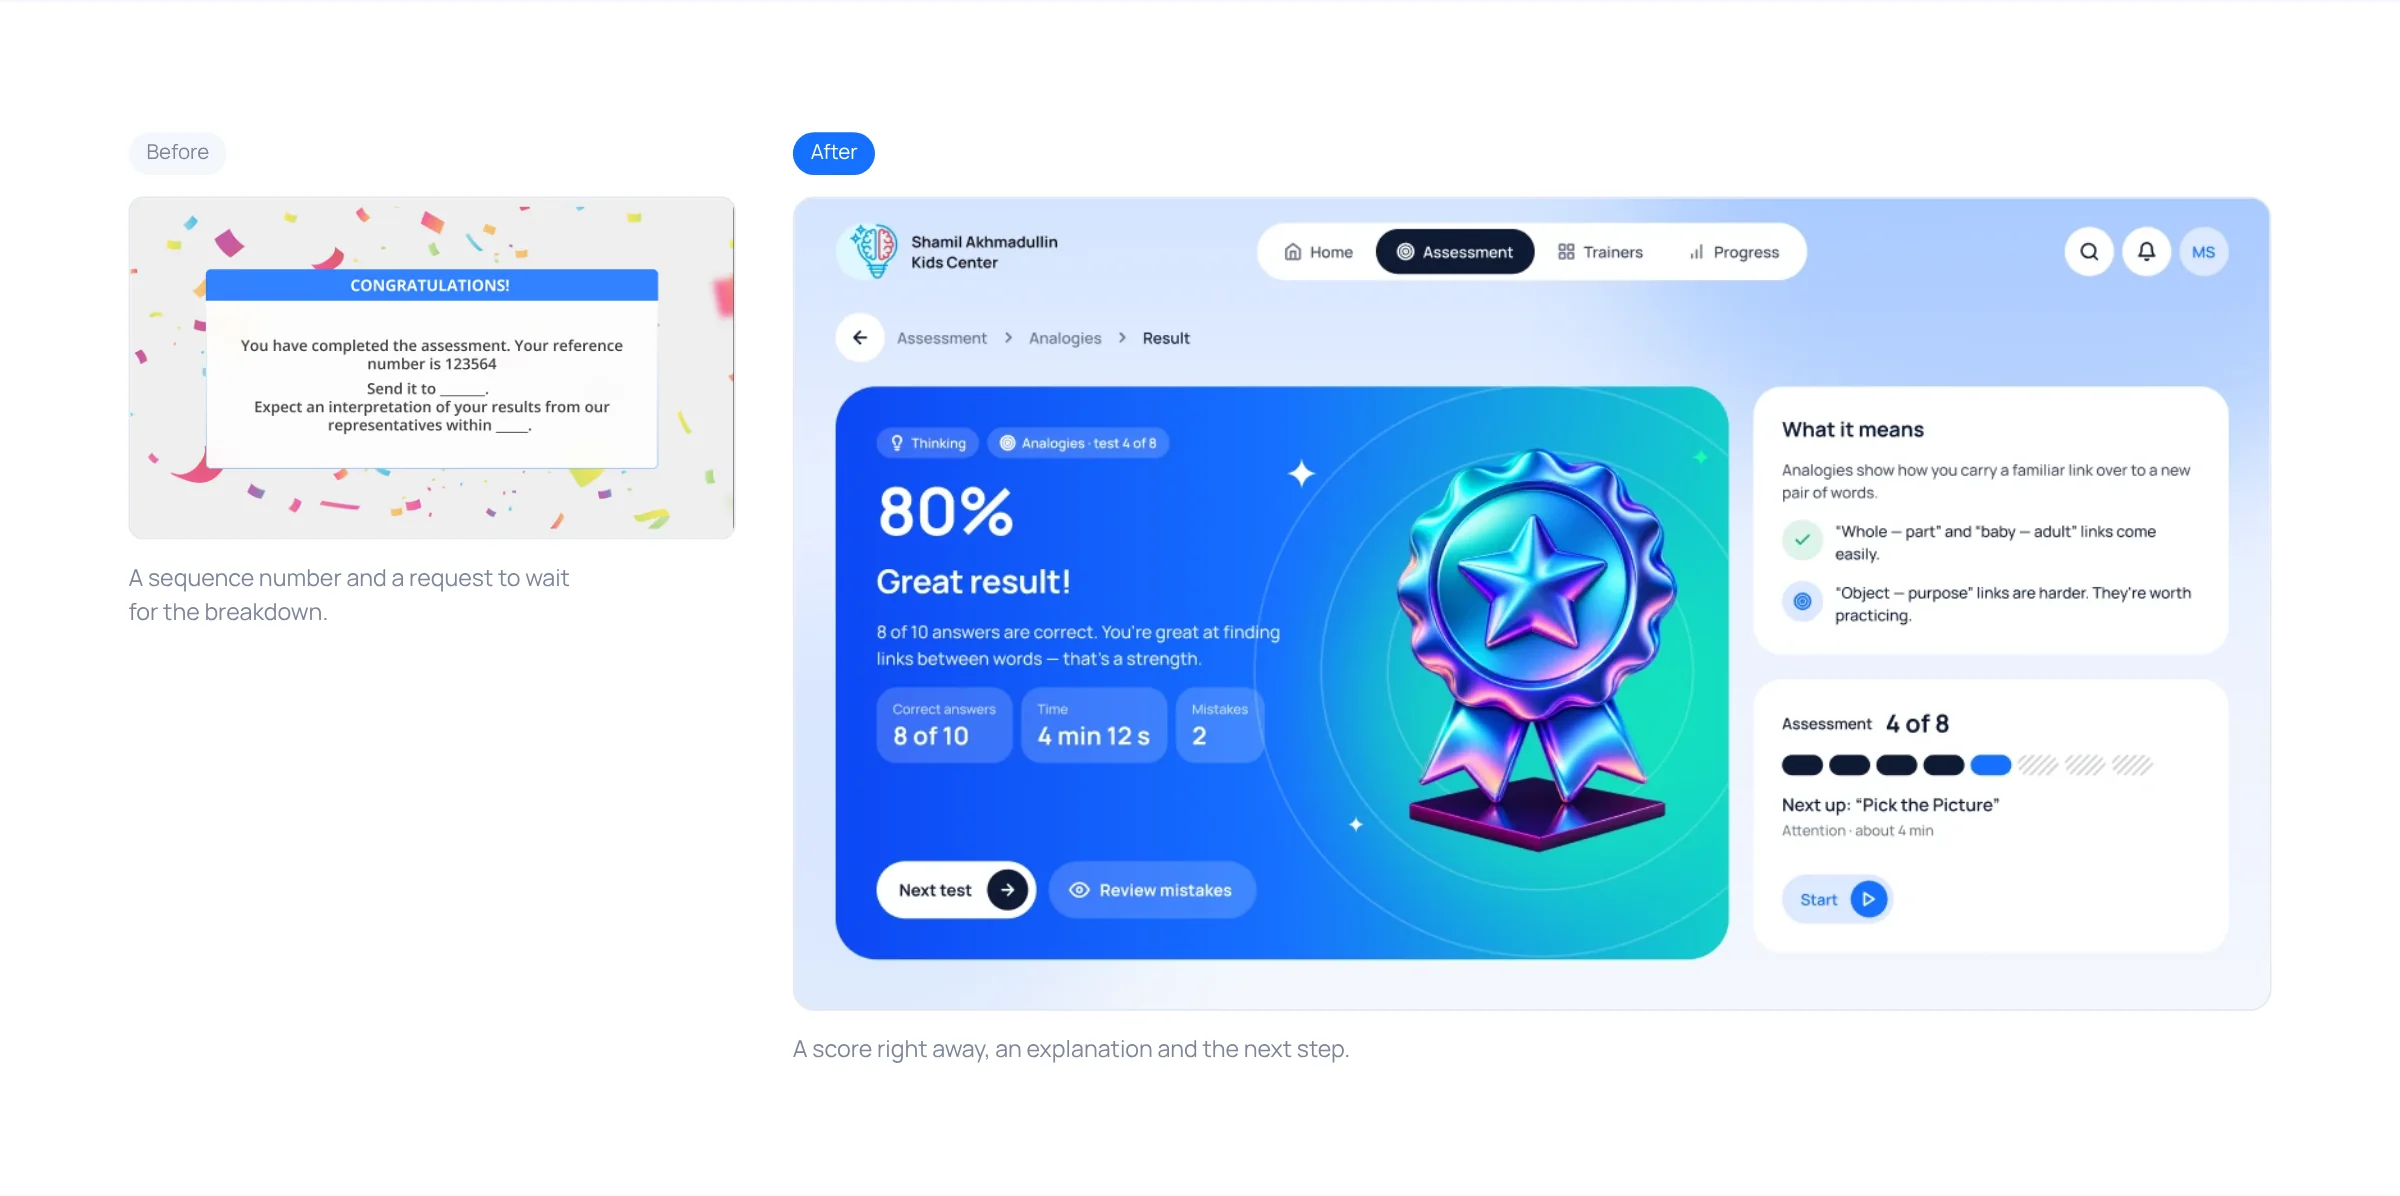 Before
CONGRATULATIONS!
You have completed the assessment. Your reference
number is 123564
Send it to ______.
Expect an interpretation of your results from our
representatives within _____.
A sequence number and a request to wait
for the breakdown.
After
Shamil Akhmadullin
Kids Center
Home
Assessment
Trainers
Progress
MS
Assessment > Analogies > Result
Thinking
Analogies · test 4 of 8
80%
Great result!
8 of 10 answers are correct. You're great at finding
links between words — that's a strength.
Correct answers
8 of 10
Time
4 min 12 s
Mistakes
2
Next test
Review mistakes
What it means
Analogies show how you carry a familiar link over to a new
pair of words.
“Whole — part” and “baby — adult” links come
easily.
“Object — purpose” links are harder. They're worth
practicing.
Assessment 4 of 8
Next up: “Pick the Picture”
Attention · about 4 min
Start
A score right away, an explanation and the next step.